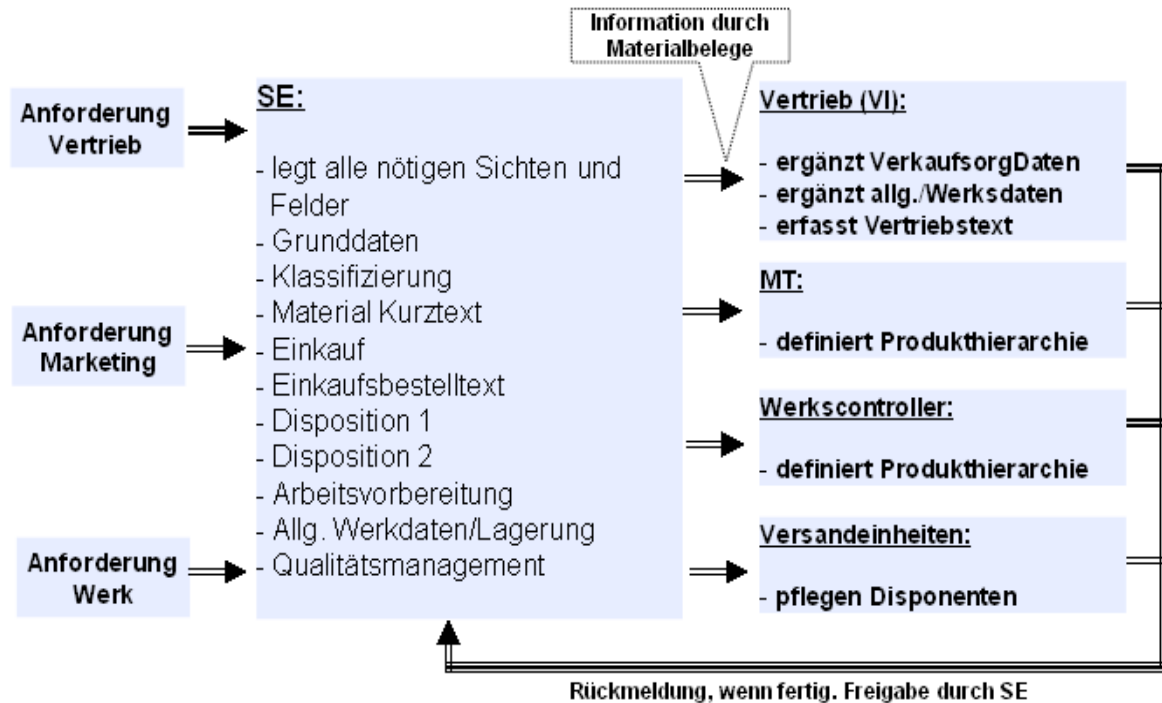 Information durch
Materialbelege
Anforderung
Vertrieb
Anforderung
Marketing
Anforderung
Werk
SE:
- legt alle nötigen Sichten und
Felder
- Grunddaten
- Klassifizierung
- Material Kurztext
- Einkauf
- Einkaufsbestelltext
- Disposition 1
- Disposition 2
- Arbeitsvorbereitung
- Allg. Werkdaten/Lagerung
- Qualitätsmanagement
Vertrieb (VI):
- ergänzt VerkaufsorgDaten
- ergänzt allg./Werksdaten
- erfasst Vertriebstext
MT:
- definiert Produkthierarchie
Werkscontroller:
- definiert Produkthierarchie
Versandeinheiten:
- pflegen Disponenten
Rückmeldung, wenn fertig. Freigabe durch SE